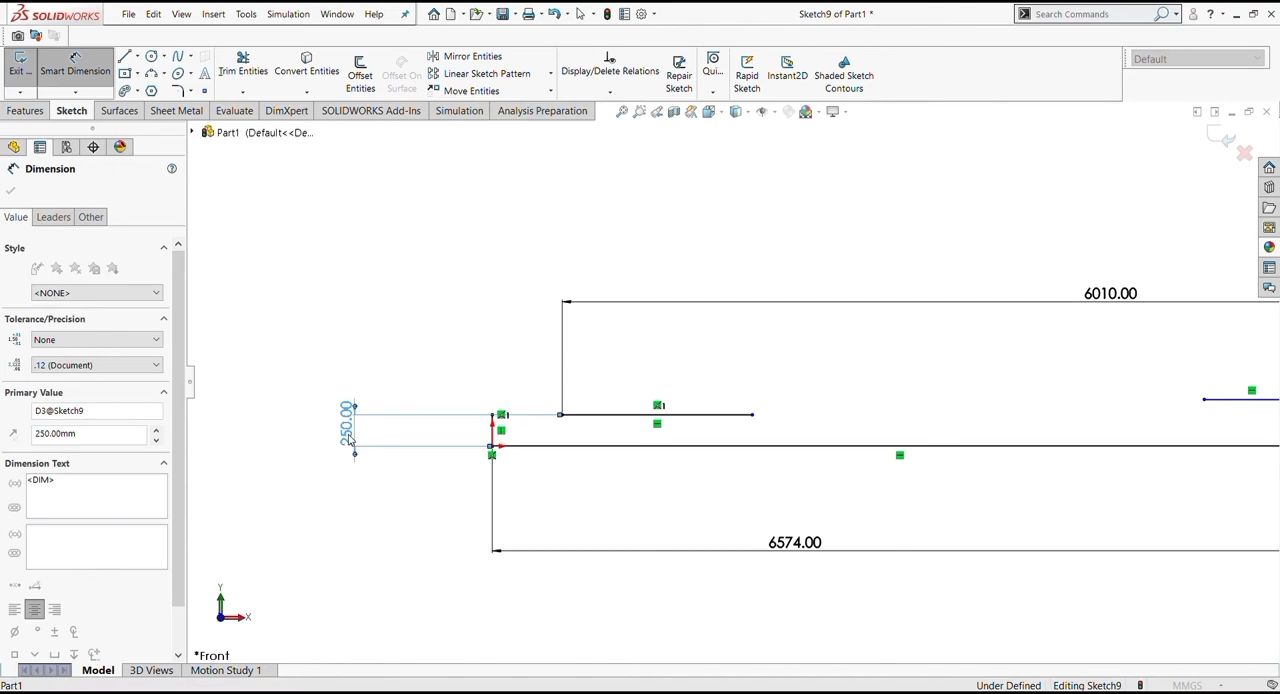 SOLIDWORKS File Edit View Insert Tools Simulation Window Help Sketch9 of Part1 * Search Commands
Exit ... Smart Dimension Trim Entities Convert Entities Offset Entities Offset On Surface Mirror Entities Linear Sketch Pattern Move Entities Display/Delete Relations Repair Sketch Qui... Rapid Sketch Instant2D Shaded Sketch Contours Default
Features Sketch Surfaces Sheet Metal Evaluate DimXpert SOLIDWORKS Add-Ins Simulation Analysis Preparation
Part1 (Default<<De...
Dimension
Value Leaders Other
Style
<NONE>
Tolerance/Precision
None
.12 (Document)
Primary Value
D3@Sketch9
250.00mm
Dimension Text
<DIM>
6010.00
250.00
6574.00
Y
X
*Front
Model 3D Views Motion Study 1
Part1 Under Defined Editing Sketch9 MMGS